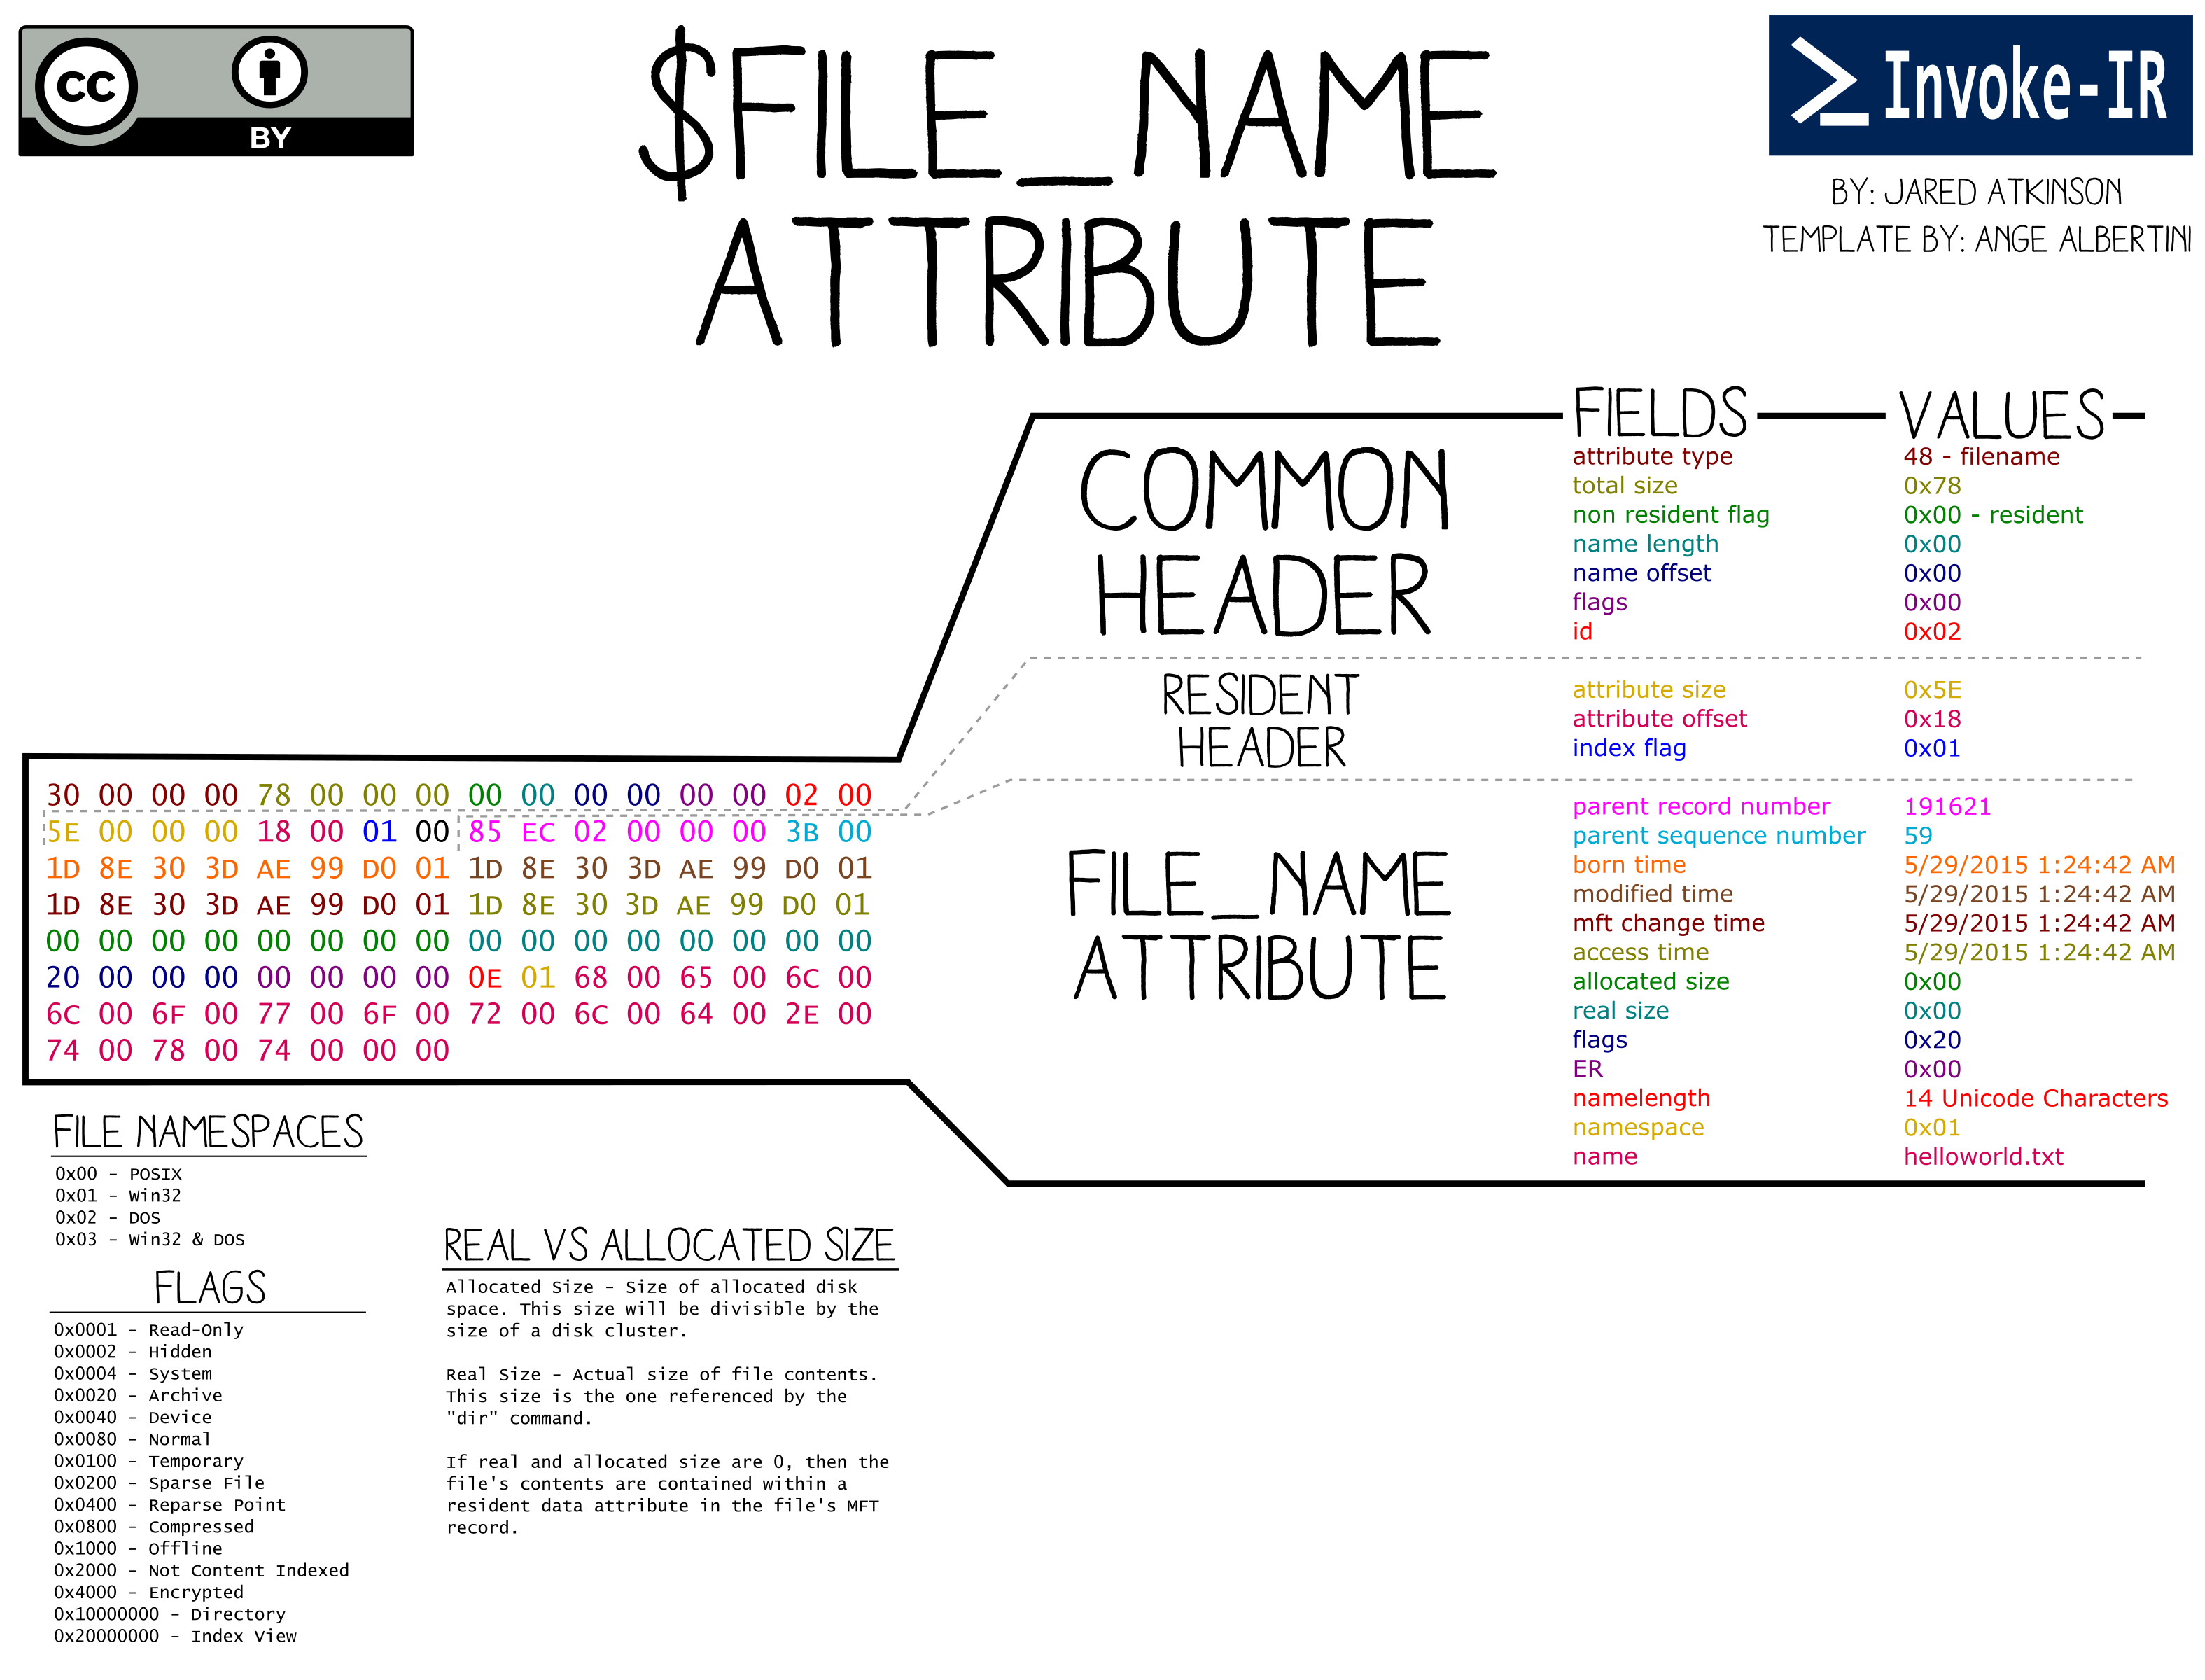 CC
BY
$FILE_NAME
ATTRIBUTE
Invoke-IR
BY: JARED ATKINSON
TEMPLATE BY: ANGE ALBERTINI
FIELDS VALUES
COMMON
HEADER
attribute type 48 - filename
total size 0x78
non resident flag 0x00 - resident
name length 0x00
name offset 0x00
flags 0x00
id 0x02
RESIDENT
HEADER
attribute size 0x5E
attribute offset 0x18
index flag 0x01
FILE_NAME
ATTRIBUTE
parent record number 191621
parent sequence number 59
born time 5/29/2015 1:24:42 AM
modified time 5/29/2015 1:24:42 AM
mft change time 5/29/2015 1:24:42 AM
access time 5/29/2015 1:24:42 AM
allocated size 0x00
real size 0x00
flags 0x20
ER 0x00
namelength 14 Unicode Characters
namespace 0x01
name helloworld.txt
30 00 00 00 78 00 00 00 00 00 00 00 00 00 02 00
5E 00 00 00 18 00 01 00 85 EC 02 00 00 00 3B 00
1D 8E 30 3D AE 99 D0 01 1D 8E 30 3D AE 99 D0 01
1D 8E 30 3D AE 99 D0 01 1D 8E 30 3D AE 99 D0 01
00 00 00 00 00 00 00 00 00 00 00 00 00 00 00 00
20 00 00 00 00 00 00 00 0E 01 68 00 65 00 6C 00
6C 00 6F 00 77 00 6F 00 72 00 6C 00 64 00 2E 00
74 00 78 00 74 00 00 00
FILE NAMESPACES
0x00 - POSIX
0x01 - Win32
0x02 - DOS
0x03 - Win32 & DOS
FLAGS
0x0001 - Read-Only
0x0002 - Hidden
0x0004 - System
0x0020 - Archive
0x0040 - Device
0x0080 - Normal
0x0100 - Temporary
0x0200 - Sparse File
0x0400 - Reparse Point
0x0800 - Compressed
0x1000 - Offline
0x2000 - Not Content Indexed
0x4000 - Encrypted
0x10000000 - Directory
0x20000000 - Index View
REAL VS ALLOCATED SIZE
Allocated Size - Size of allocated disk
space. This size will be divisible by the
size of a disk cluster.
Real Size - Actual size of file contents.
This size is the one referenced by the
"dir" command.
If real and allocated size are 0, then the
file's contents are contained within a
resident data attribute in the file's MFT
record.